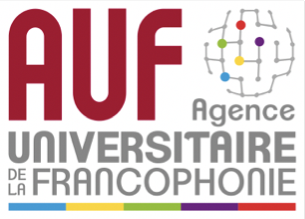 AUF
Agence
UNIVERSITAIRE
DE LA FRANCOPHONIE